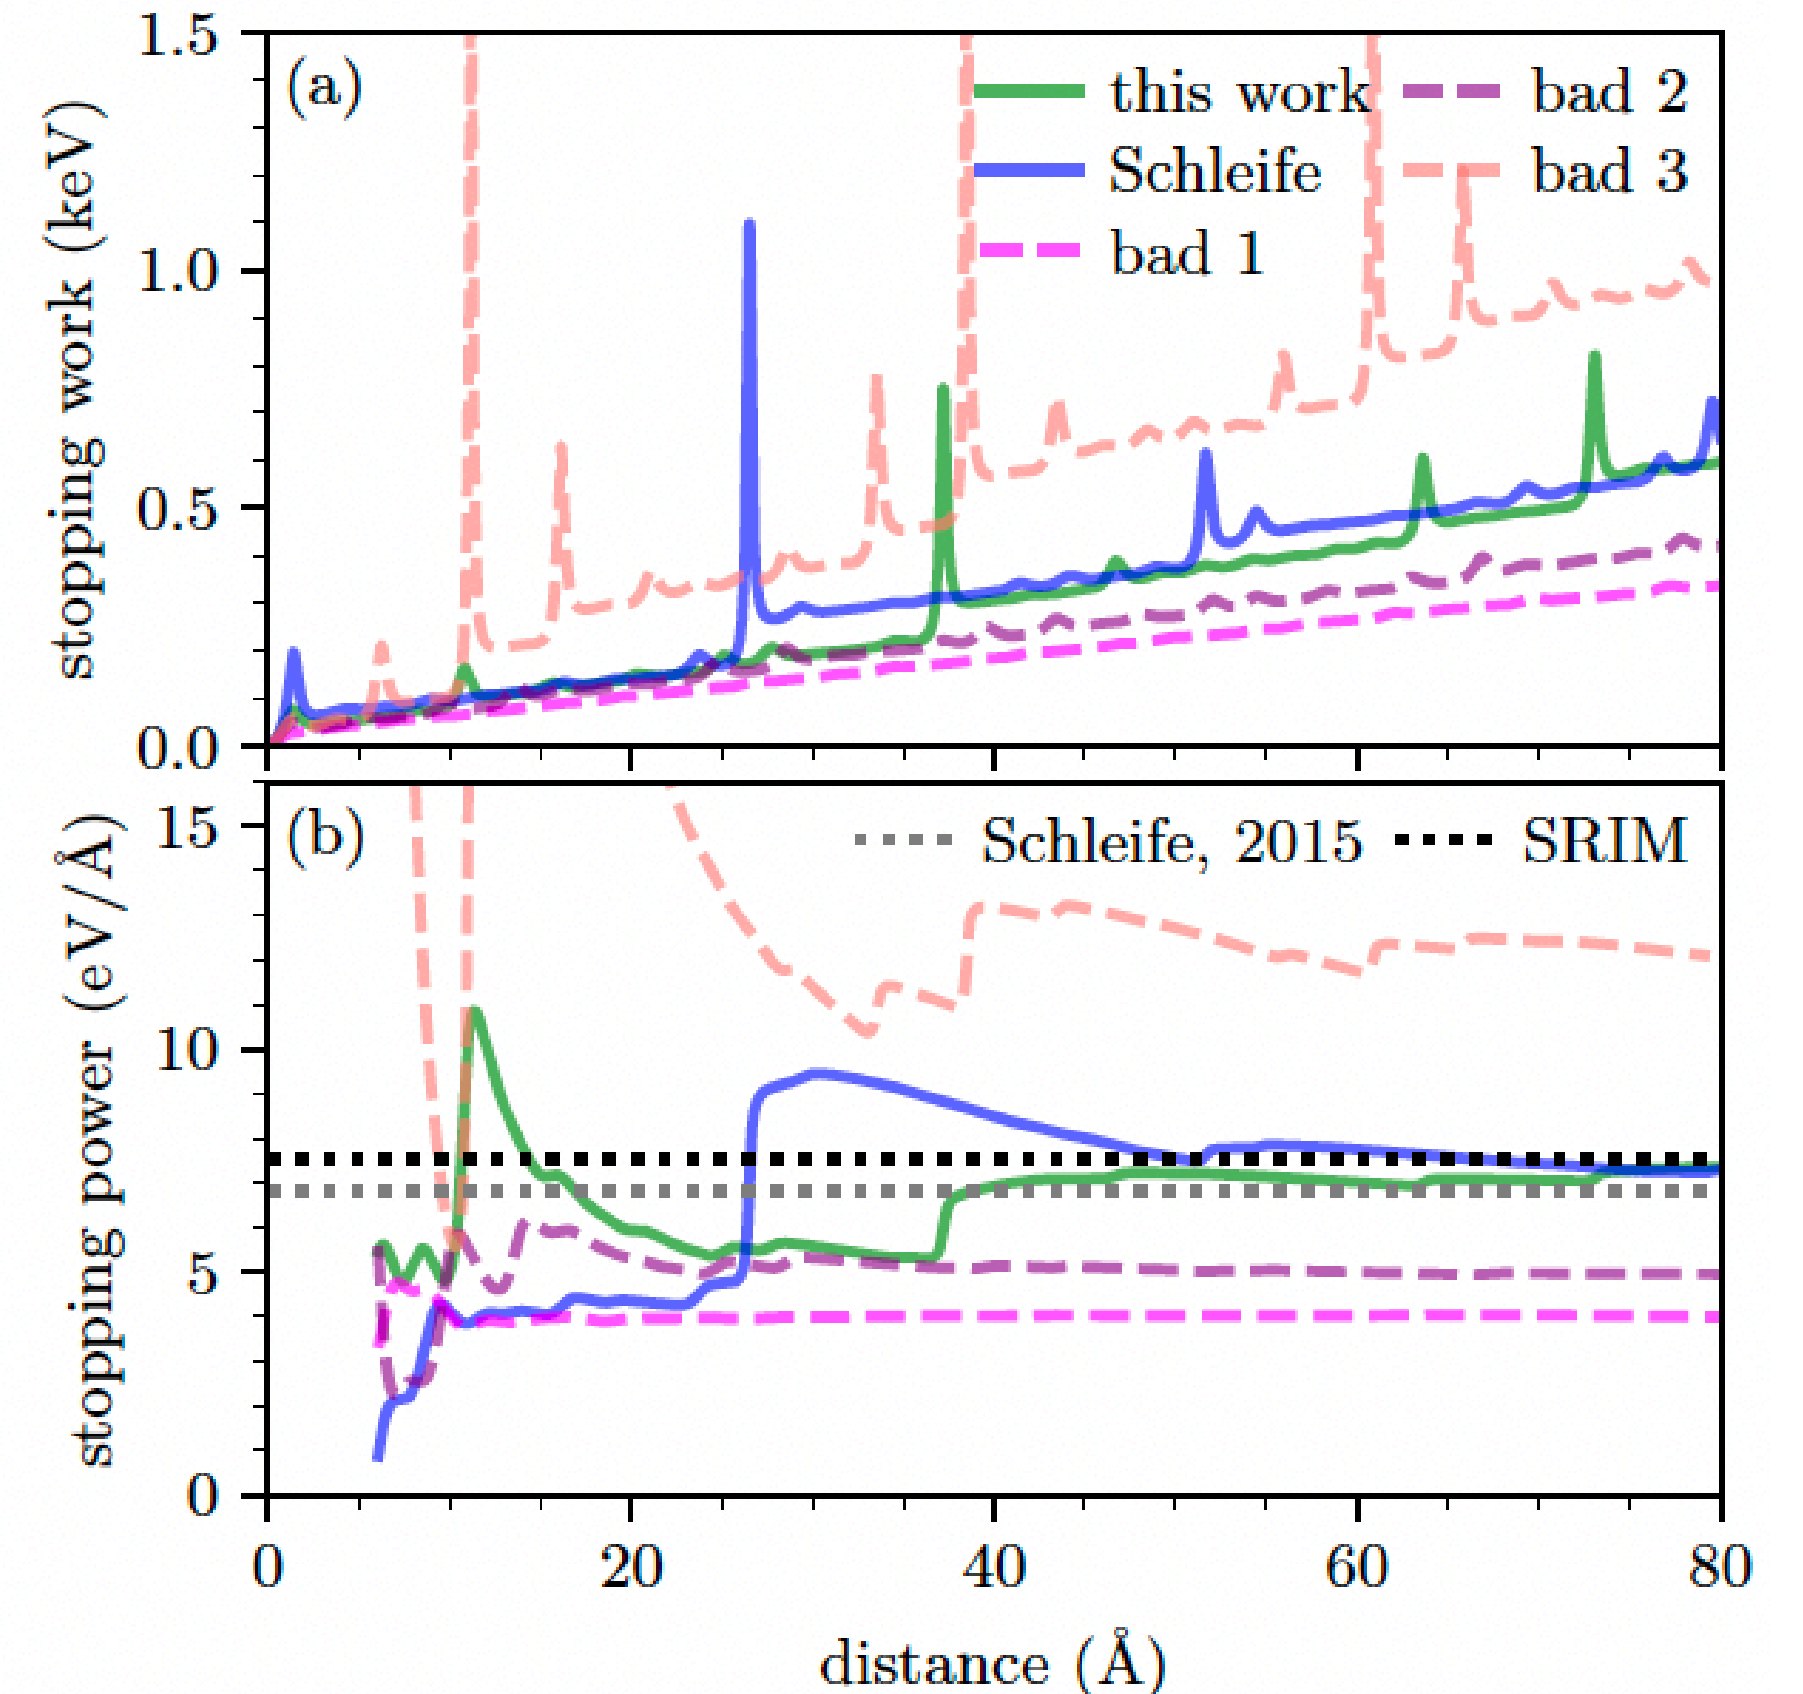 (a)
this work
Schleife
bad 1
bad 2
bad 3
stopping work (keV)
1.5
1.0
0.5
0.0
(b)
Schleife, 2015
SRIM
stopping power (eV/Å)
15
10
5
0
0 20 40 60 80
distance (Å)